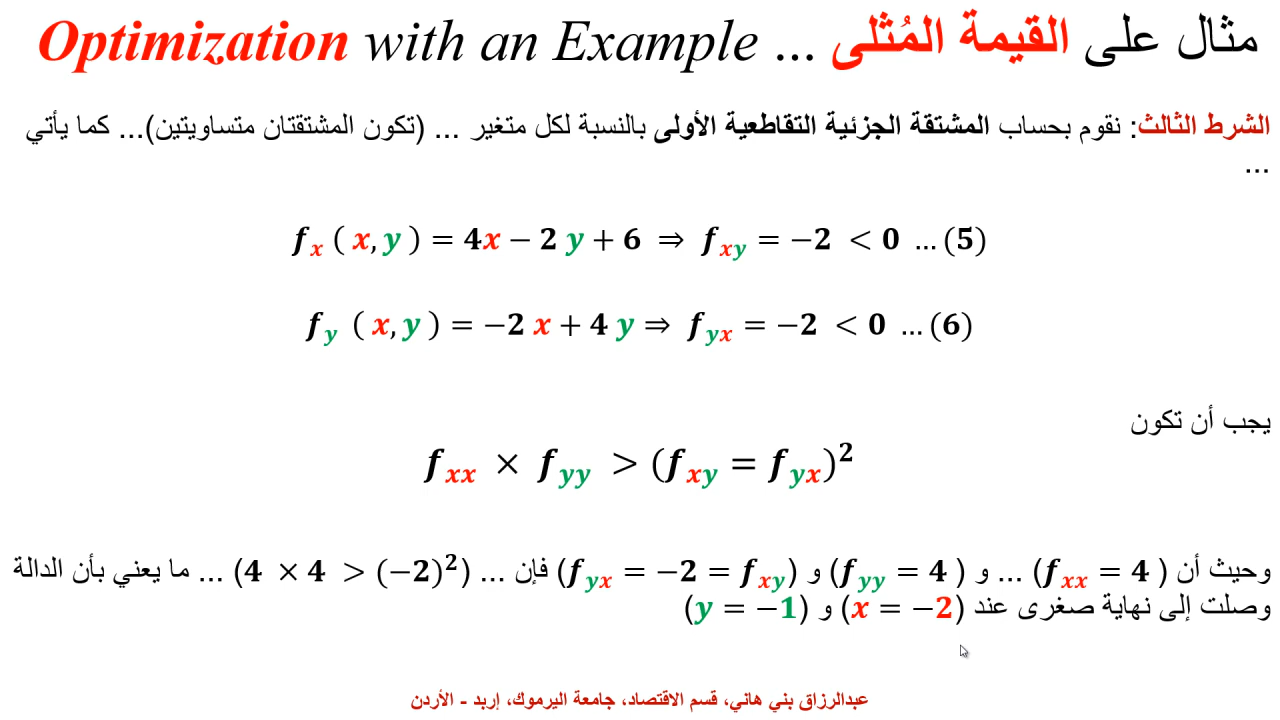 مثال على القيمة المُثلى ... Optimization with an Example
الشرط الثالث: نقوم بحساب المشتقة الجزئية التقاطعية الأولى بالنسبة لكل متغير ... (تكون المشتقتان متساويتين)... كما يأتي
...
f_x ( x, y ) = 4x − 2 y + 6 ⇒ f_xy = −2 < 0 ... (5)
f_y ( x, y ) = −2 x + 4 y ⇒ f_yx = −2 < 0 ... (6)
يجب أن تكون
f_xx × f_yy > (f_xy = f_yx)²
وحيث أن (f_xx = 4 ) ... و (f_yy = 4 ) و (f_yx = −2 = f_xy) فإن ... (4 × 4 > (−2)²) ... ما يعني بأن الدالة
وصلت إلى نهاية صغرى عند (x = −2) و (y = −1)
عبدالرزاق بني هاني، قسم الاقتصاد، جامعة اليرموك، إربد - الأردن